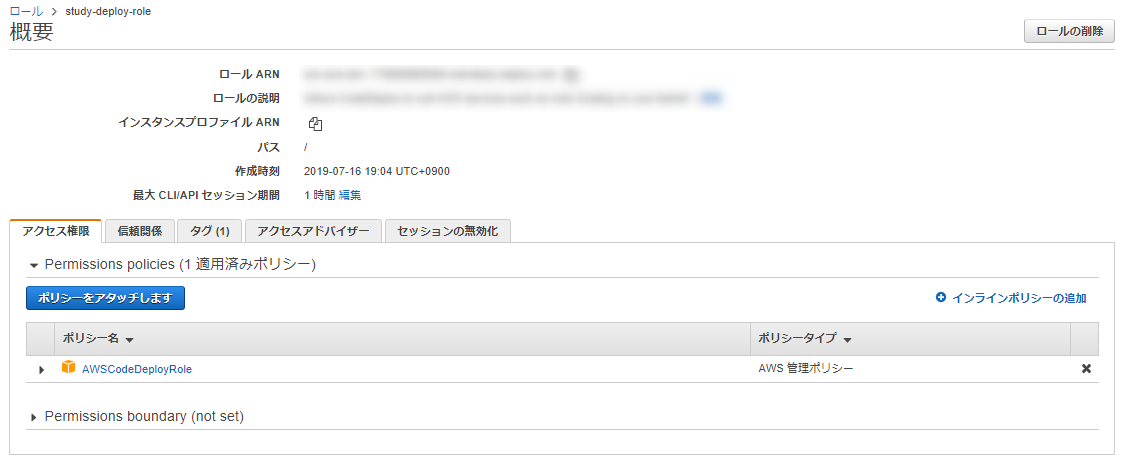 ロール > study-deploy-role
概要
ロールの削除
ロール ARN
ロールの説明
インスタンスプロファイル ARN
パス /
作成時刻 2019-07-16 19:04 UTC+0900
最大 CLI/API セッション期間 1 時間 編集
アクセス権限 信頼関係 タグ (1) アクセスアドバイザー セッションの無効化
Permissions policies (1 適用済みポリシー)
ポリシーをアタッチします インラインポリシーの追加
ポリシー名 ポリシータイプ
AWSCodeDeployRole AWS 管理ポリシー
Permissions boundary (not set)